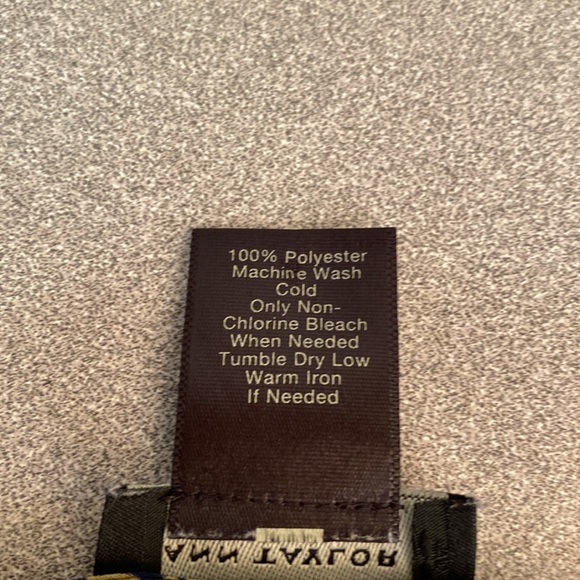 100% Polyester
Machine Wash
Cold
Only Non-
Chlorine Bleach
When Needed
Tumble Dry Low
Warm Iron
If Needed
ANN TAYLOR